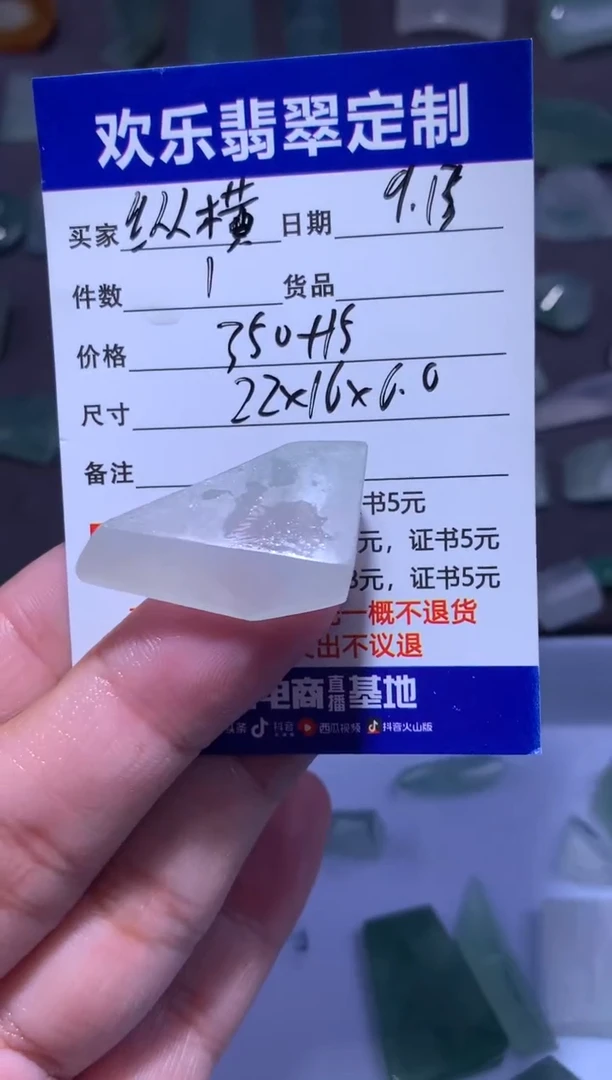 欢乐翡翠定制
买家 纵横 日期 9.13
件数 1 货品
价格 350+15
尺寸 22x16x6.0
备注
书5元
元，证书5元
元，证书5元
一概不退货
出不议退
电商直播基地
头条 抖音 西瓜视频 抖音火山版